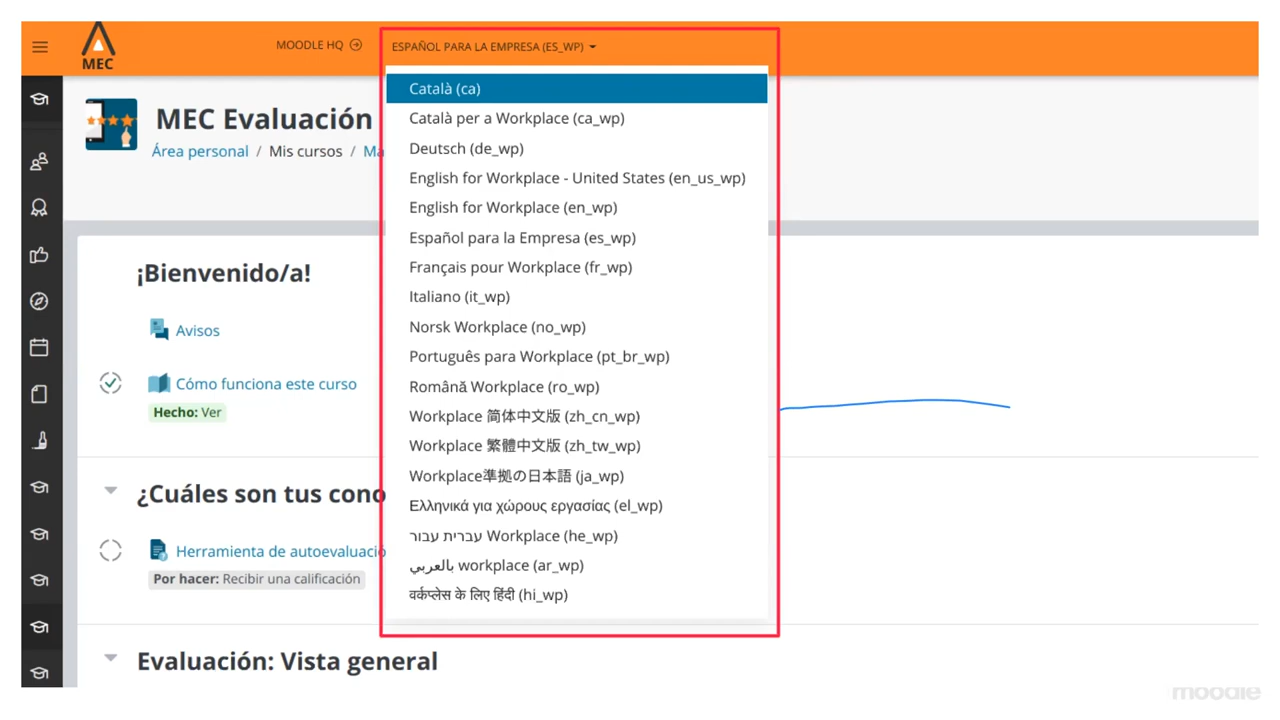 MEC
MOODLE HQ
ESPAÑOL PARA LA EMPRESA (ES_WP)
MEC Evaluación
Área personal / Mis cursos / Ma
Català (ca)
Català per a Workplace (ca_wp)
Deutsch (de_wp)
English for Workplace - United States (en_us_wp)
English for Workplace (en_wp)
Español para la Empresa (es_wp)
Français pour Workplace (fr_wp)
Italiano (it_wp)
Norsk Workplace (no_wp)
Português para Workplace (pt_br_wp)
Română Workplace (ro_wp)
Workplace 简体中文版 (zh_cn_wp)
Workplace 繁體中文版 (zh_tw_wp)
Workplace準拠の日本語 (ja_wp)
Ελληνικά για χώρους εργασίας (el_wp)
עברית עבור Workplace (he_wp)
بالعربي workplace (ar_wp)
वर्कप्लेस के लिए हिंदी (hi_wp)
¡Bienvenido/a!
Avisos
Cómo funciona este curso
Hecho: Ver
¿Cuáles son tus cono
Herramienta de autoevaluació
Por hacer: Recibir una calificación
Evaluación: Vista general
moodle